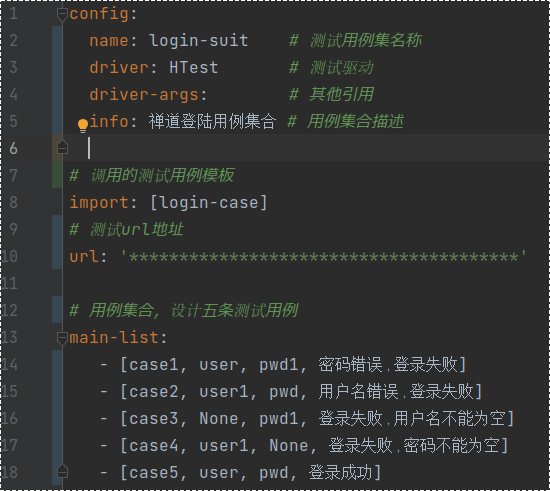 1 config:
2 name: login-suit # 测试用例集名称
3 driver: HTest # 测试驱动
4 driver-args: # 其他引用
5 info: 禅道登陆用例集合 # 用例集合描述
6
7 # 调用的测试用例模板
8 import: [login-case]
9 # 测试url地址
10 url: '***************************************'
11
12 # 用例集合, 设计五条测试用例
13 main-list:
14 - [case1, user, pwd1, 密码错误,登录失败]
15 - [case2, user1, pwd, 用户名错误,登录失败]
16 - [case3, None, pwd1, 登录失败,用户名不能为空]
17 - [case4, user1, None, 登录失败,密码不能为空]
18 - [case5, user, pwd, 登录成功]